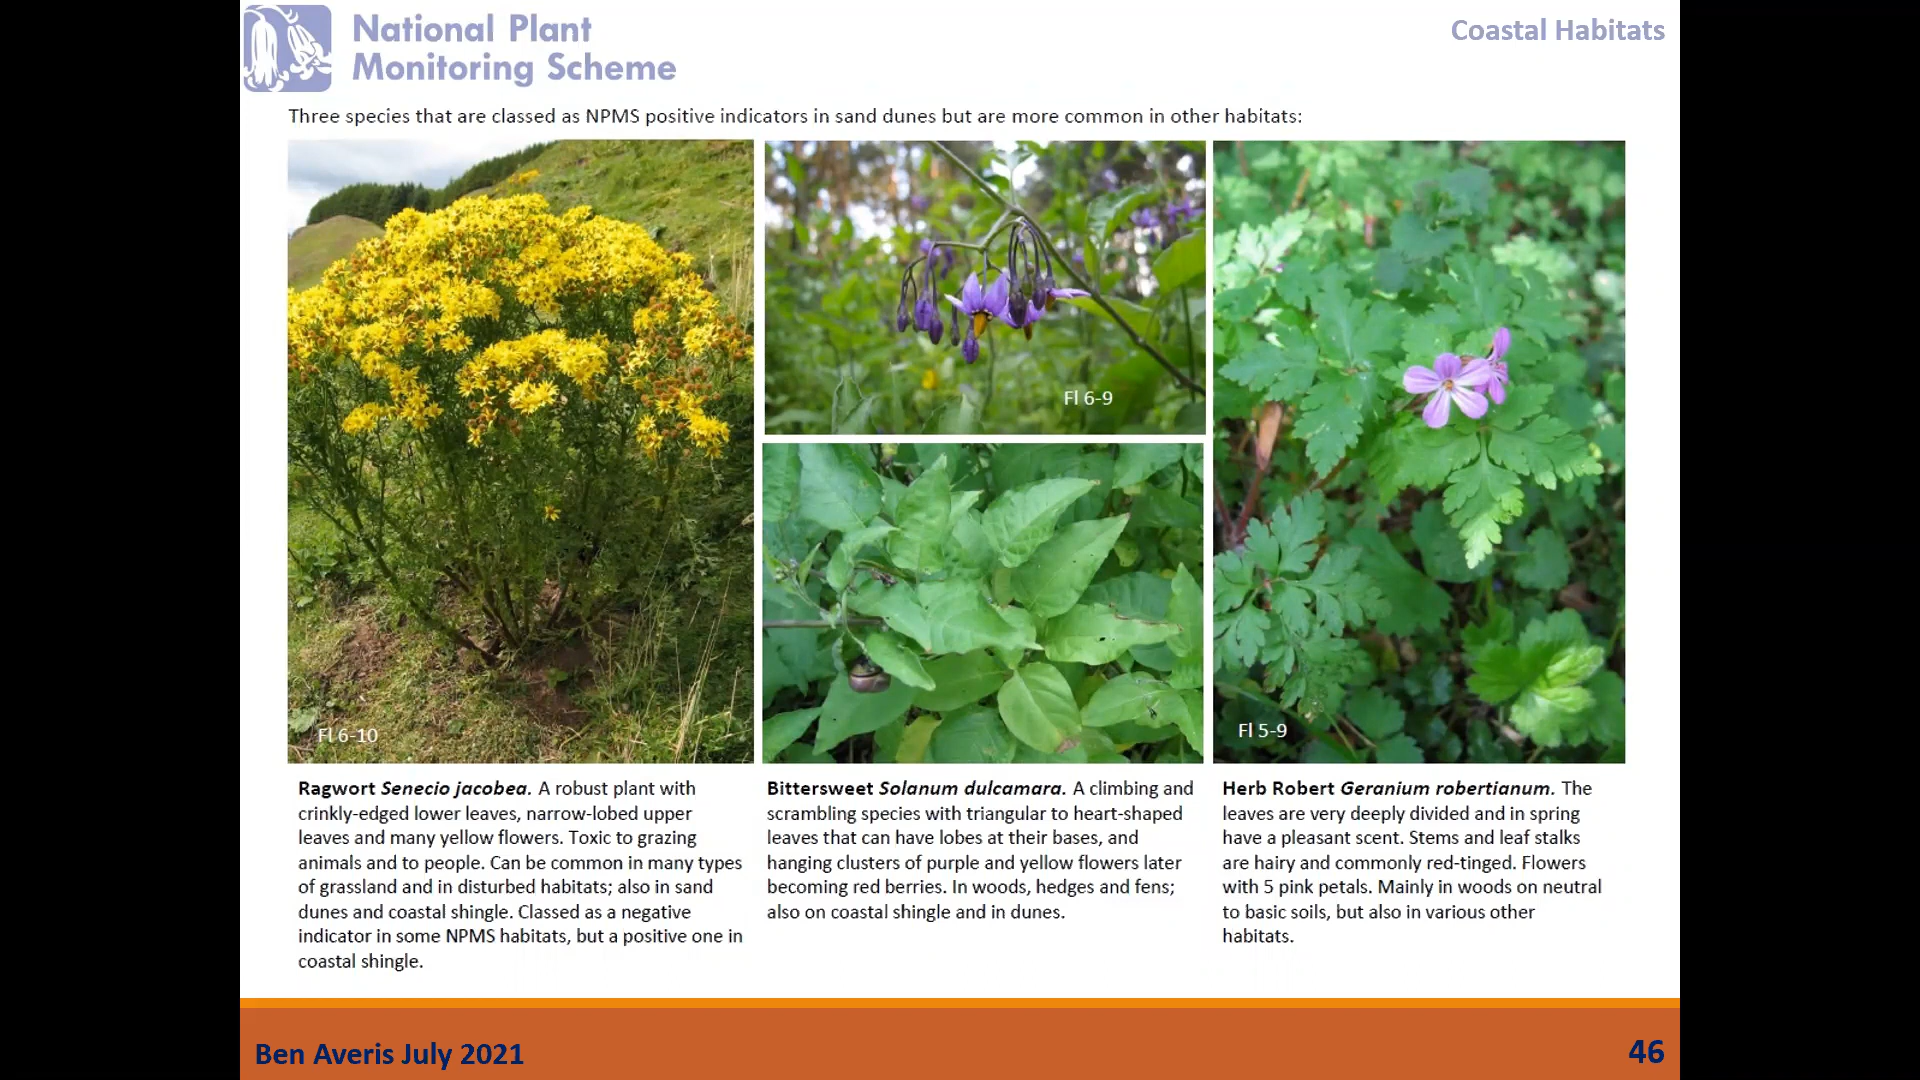 National Plant
Monitoring Scheme
Coastal Habitats
Three species that are classed as NPMS positive indicators in sand dunes but are more common in other habitats:
Fl 6-10
Fl 6-9
Fl 5-9
Ragwort Senecio jacobea. A robust plant with
crinkly-edged lower leaves, narrow-lobed upper
leaves and many yellow flowers. Toxic to grazing
animals and to people. Can be common in many types
of grassland and in disturbed habitats; also in sand
dunes and coastal shingle. Classed as a negative
indicator in some NPMS habitats, but a positive one in
coastal shingle.
Bittersweet Solanum dulcamara. A climbing and
scrambling species with triangular to heart-shaped
leaves that can have lobes at their bases, and
hanging clusters of purple and yellow flowers later
becoming red berries. In woods, hedges and fens;
also on coastal shingle and in dunes.
Herb Robert Geranium robertianum. The
leaves are very deeply divided and in spring
have a pleasant scent. Stems and leaf stalks
are hairy and commonly red-tinged. Flowers
with 5 pink petals. Mainly in woods on neutral
to basic soils, but also in various other
habitats.
Ben Averis July 2021
46